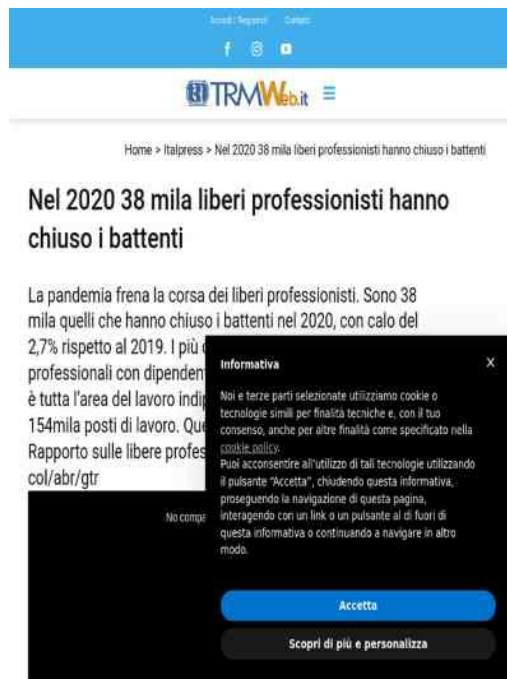 Accedi / Registrati Contatti
TRMWeb.it
Home > Italpress > Nel 2020 38 mila liberi professionisti hanno chiuso i battenti
Nel 2020 38 mila liberi professionisti hanno
chiuso i battenti
La pandemia frena la corsa dei liberi professionisti. Sono 38
mila quelli che hanno chiuso i battenti nel 2020, con calo del
2,7% rispetto al 2019. I più
professionali con
è tutta l'area del lavoro
154mila posti di lavoro.
Rapporto sulle libere
col/abr/gtr
No
Informativa
X
Noi e terze parti selezionate utilizziamo cookie o
tecnologie simili per finalità tecniche e, con il tuo
consenso, anche per altre finalità come specificato nella
cookie policy.
Puoi acconsentire all'utilizzo di tali tecnologie utilizzando
il pulsante "Accetta", chiudendo questa informativa,
proseguendo la navigazione di questa pagina,
interagendo con un link o un pulsante al di fuori di
questa informativa o continuando a navigare in altro
modo.
Accetta
Scopri di più e personalizza